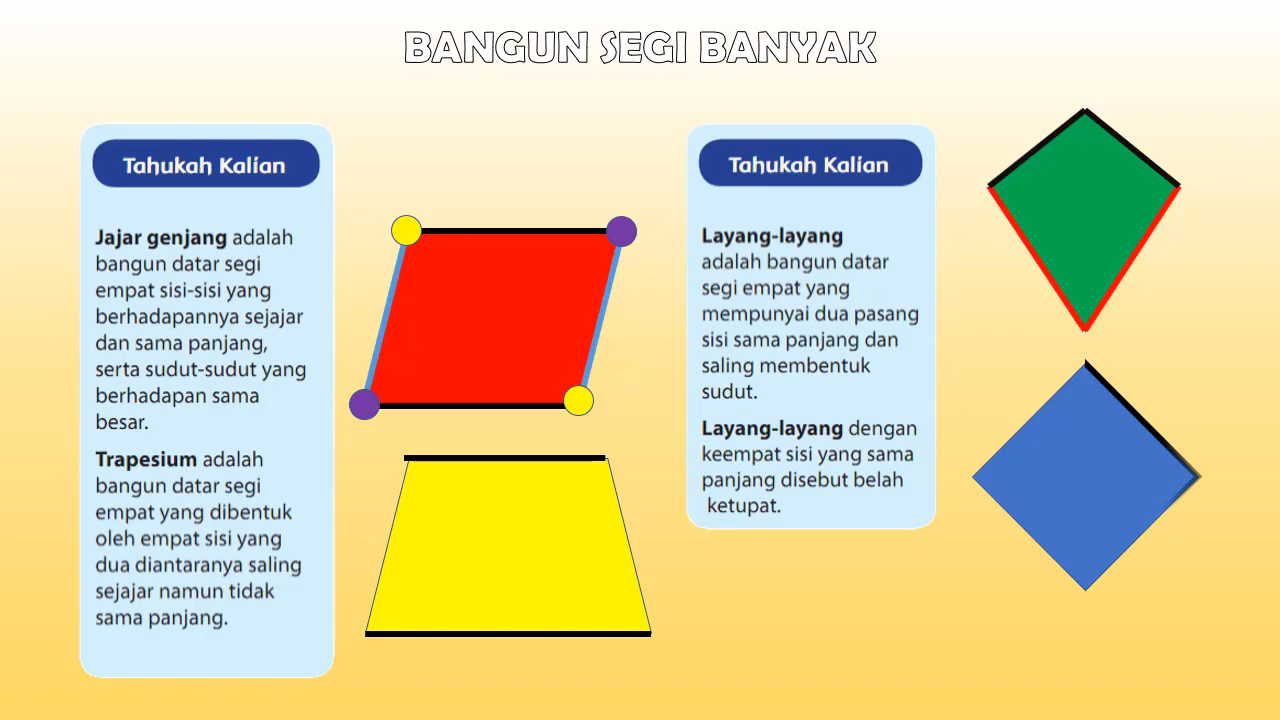 BANGUN SEGI BANYAK
Tahukah Kalian
Jajar genjang adalah
bangun datar segi
empat sisi-sisi yang
berhadapannya sejajar
dan sama panjang,
serta sudut-sudut yang
berhadapan sama
besar.
Trapesium adalah
bangun datar segi
empat yang dibentuk
oleh empat sisi yang
dua diantaranya saling
sejajar namun tidak
sama panjang.
Tahukah Kalian
Layang-layang
adalah bangun datar
segi empat yang
mempunyai dua pasang
sisi sama panjang dan
saling membentuk
sudut.
Layang-layang dengan
keempat sisi yang sama
panjang disebut belah
ketupat.